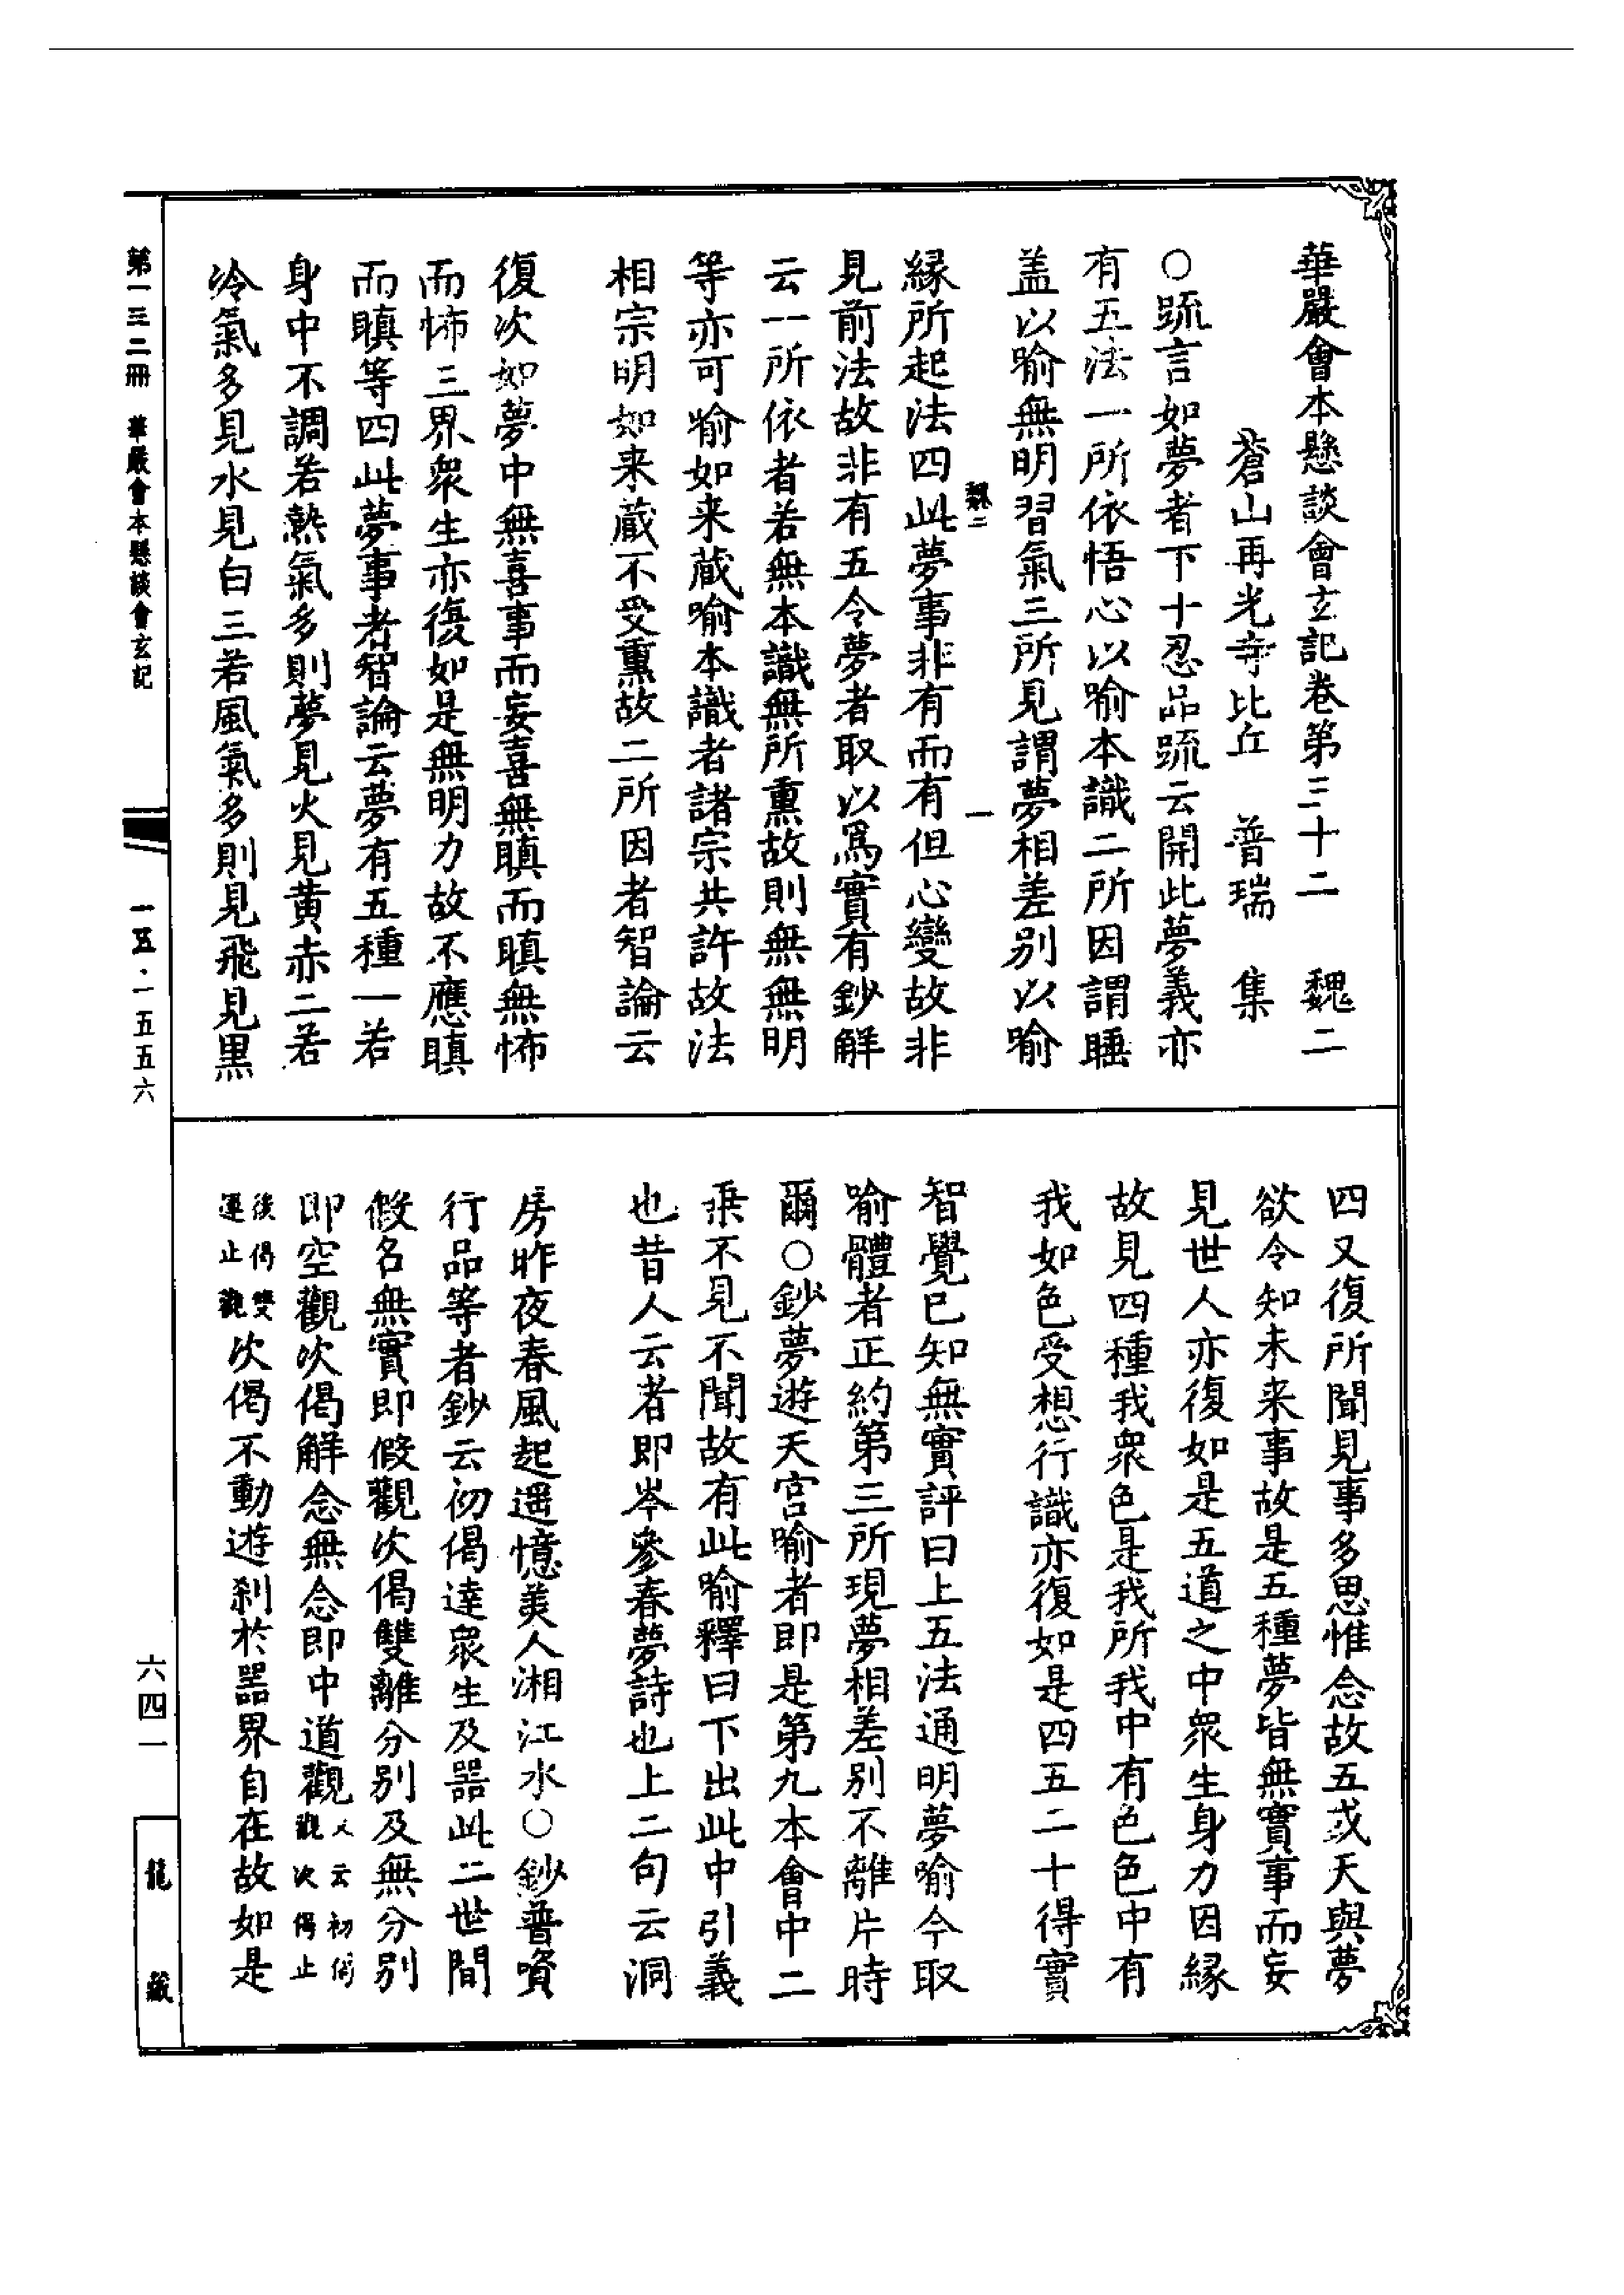 華嚴會本懸談會玄記卷第三十二　魏二
蒼山再光寺比丘　普瑞　集
○䟽言如夢者下十忍品䟽云開此夢義亦
有五法一所依悟心以喻本識二所因謂睡
盖以喻無明習氣三所見謂夢相差別以喻
魏二　一
緣所起法四此夢事非有而有但心變故非
見前法故非有五令夢者取以爲實有鈔解
云一所依者若無本識無所熏故則無無明
等亦可喻如来藏喻本識者諸宗共許故法
相宗明如来藏不受熏故二所因者智論云
復次如夢中無喜事而妄喜無瞋而瞋無怖
而怖三界衆生亦復如是無明力故不應瞋
而瞋等四此夢事者智論云夢有五種一若
身中不調若熱氣多則夢見火見黄赤二若
冷氣多見水見白三若風氣多則見飛見黒
四又復所聞見事多思惟念故五或天與夢
欲令知未来事故是五種夢皆無實事而妄
見世人亦復如是五道之中衆生身力因緣
故見四種我衆色是我所我中有色色中有
我如色受想行識亦復如是四五二十得實
智覺已知無實評曰上五法通明夢喻今取
喻體者正約第三所現夢相差別不離片時
爾○鈔夢遊天宮喻者即是第九本會中二
乗不見不聞故有此喻釋曰下出此中引義
也昔人云者即岑參春夢詩也上二句云洞
房昨夜春風起遥憶美人湘江水○鈔普賢
行品等者鈔云初偈達衆生及噐此二世間
假名無實即假觀次偈雙離分別及無分別
即空觀次偈解念無念即中道觀又云初偈觀次偈止
後偈雙運止觀次偈不動遊刹於噐界自在故如是
第一三二冊　華嚴會本懸談會玄記
一五·一五五六
六四一
龍藏